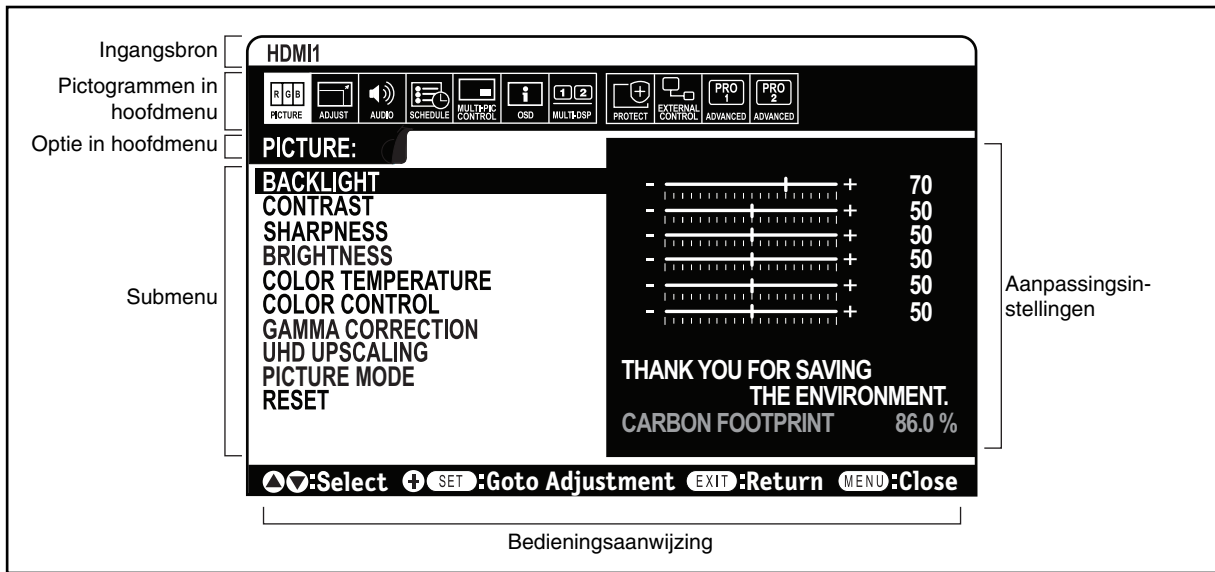 Ingangsbron
HDMI1
Pictogrammen in
hoofdmenu
R G B
PICTURE
ADJUST
AUDIO
SCHEDULE
MULTI-PIC
CONTROL
i
OSD
1 2
MULTI-DSP
PROTECT
EXTERNAL
CONTROL
PRO
1
ADVANCED
PRO
2
ADVANCED
Optie in hoofdmenu
PICTURE:
Submenu
BACKLIGHT
CONTRAST
SHARPNESS
BRIGHTNESS
COLOR TEMPERATURE
COLOR CONTROL
GAMMA CORRECTION
UHD UPSCALING
PICTURE MODE
RESET
- + 70
- + 50
- + 50
- + 50
- + 50
- + 50
THANK YOU FOR SAVING
THE ENVIRONMENT.
CARBON FOOTPRINT 86.0 %
Aanpassingsin-
stellingen
:Select + SET :Goto Adjustment EXIT :Return MENU :Close
Bedieningsaanwijzing